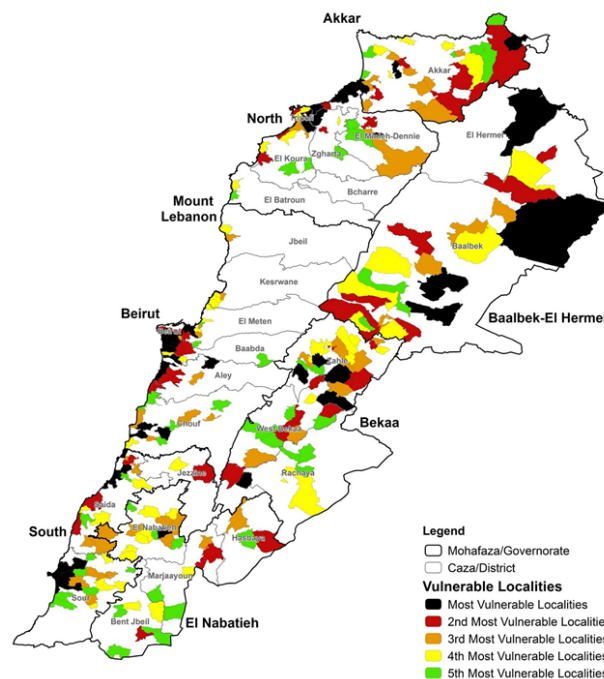 Akkar
Akkar
El Hermel
North
Tripoli
El Minieh-Dennie
Zgharta
El Koura
Bcharre
Mount
Lebanon
El Batroun
Jbeil
Baalbek
Kesrwane
Beirut
El Meten
Baalbek-El Hermel
Baabda
Zahle
Aley
Bekaa
Chouf
West Bekaa
Jezzine
Rachaya
Saida
South
El Nabatieh
Hasbaya
Marjaayoun
Sour
Bent Jbeil
El Nabatieh
Legend
Mohafaza/Governorate
Caza/District
Vulnerable Localities
Most Vulnerable Localities
2nd Most Vulnerable Localities
3rd Most Vulnerable Localities
4th Most Vulnerable Localities
5th Most Vulnerable Localities